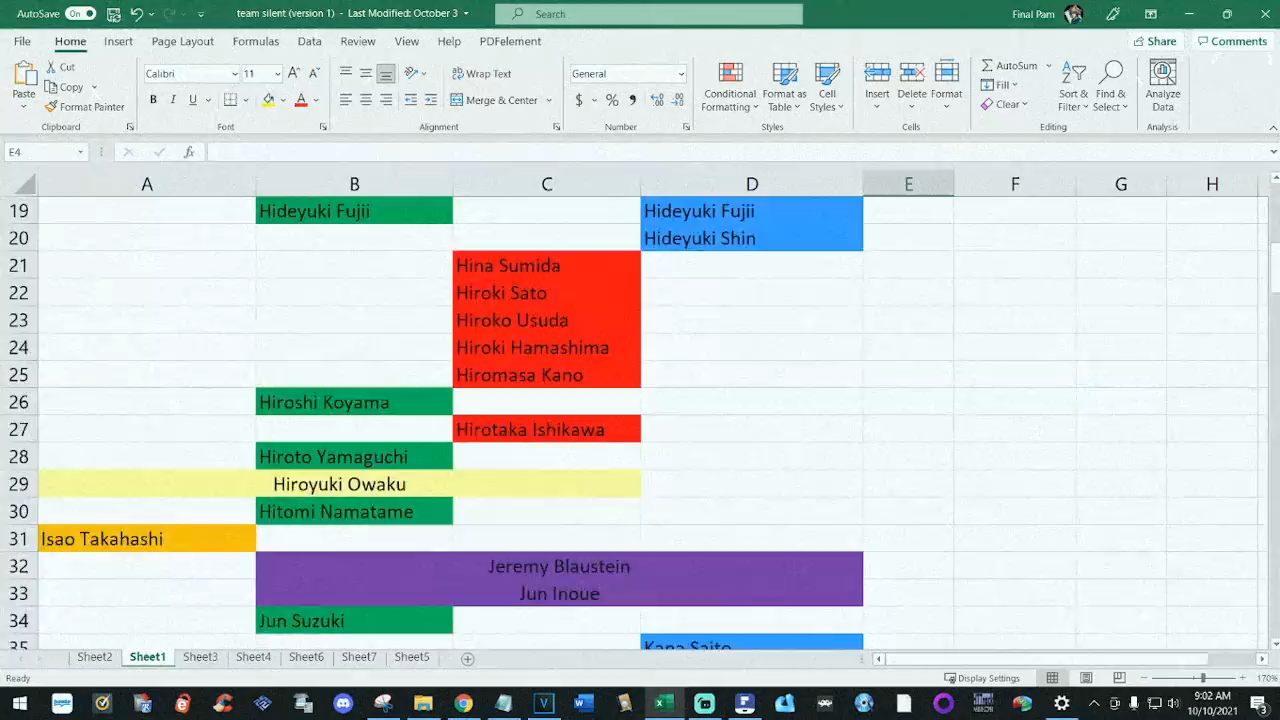 AutoSave On team silent (version 1) - Last Modified: October 3 Search Final Pam
File Home Insert Page Layout Formulas Data Review View Help PDFelement Share Comments
Paste Cut Copy Format Painter
Calibri 11 B I U
Wrap Text Merge & Center
General $ % 9
Conditional Formatting Format as Table Cell Styles
Insert Delete Format
AutoSum Fill Clear Sort & Filter Find & Select
Analyze Data
Clipboard Font Alignment Number Styles Cells Editing Analysis
E4 fx
A B C D E F G H
19 Hideyuki Fujii Hideyuki Fujii
20 Hideyuki Shin
21 Hina Sumida
22 Hiroki Sato
23 Hiroko Usuda
24 Hiroki Hamashima
25 Hiromasa Kano
26 Hiroshi Koyama
27 Hirotaka Ishikawa
28 Hiroto Yamaguchi
29 Hiroyuki Owaku
30 Hitomi Namatame
31 Isao Takahashi
32 Jeremy Blaustein
33 Jun Inoue
34 Jun Suzuki
35 Kana Saito
Sheet2 Sheet1 Sheet3 Sheet4 Sheet6 Sheet7 Sheet5
Ready Display Settings 170%
9:02 AM
10/10/2021